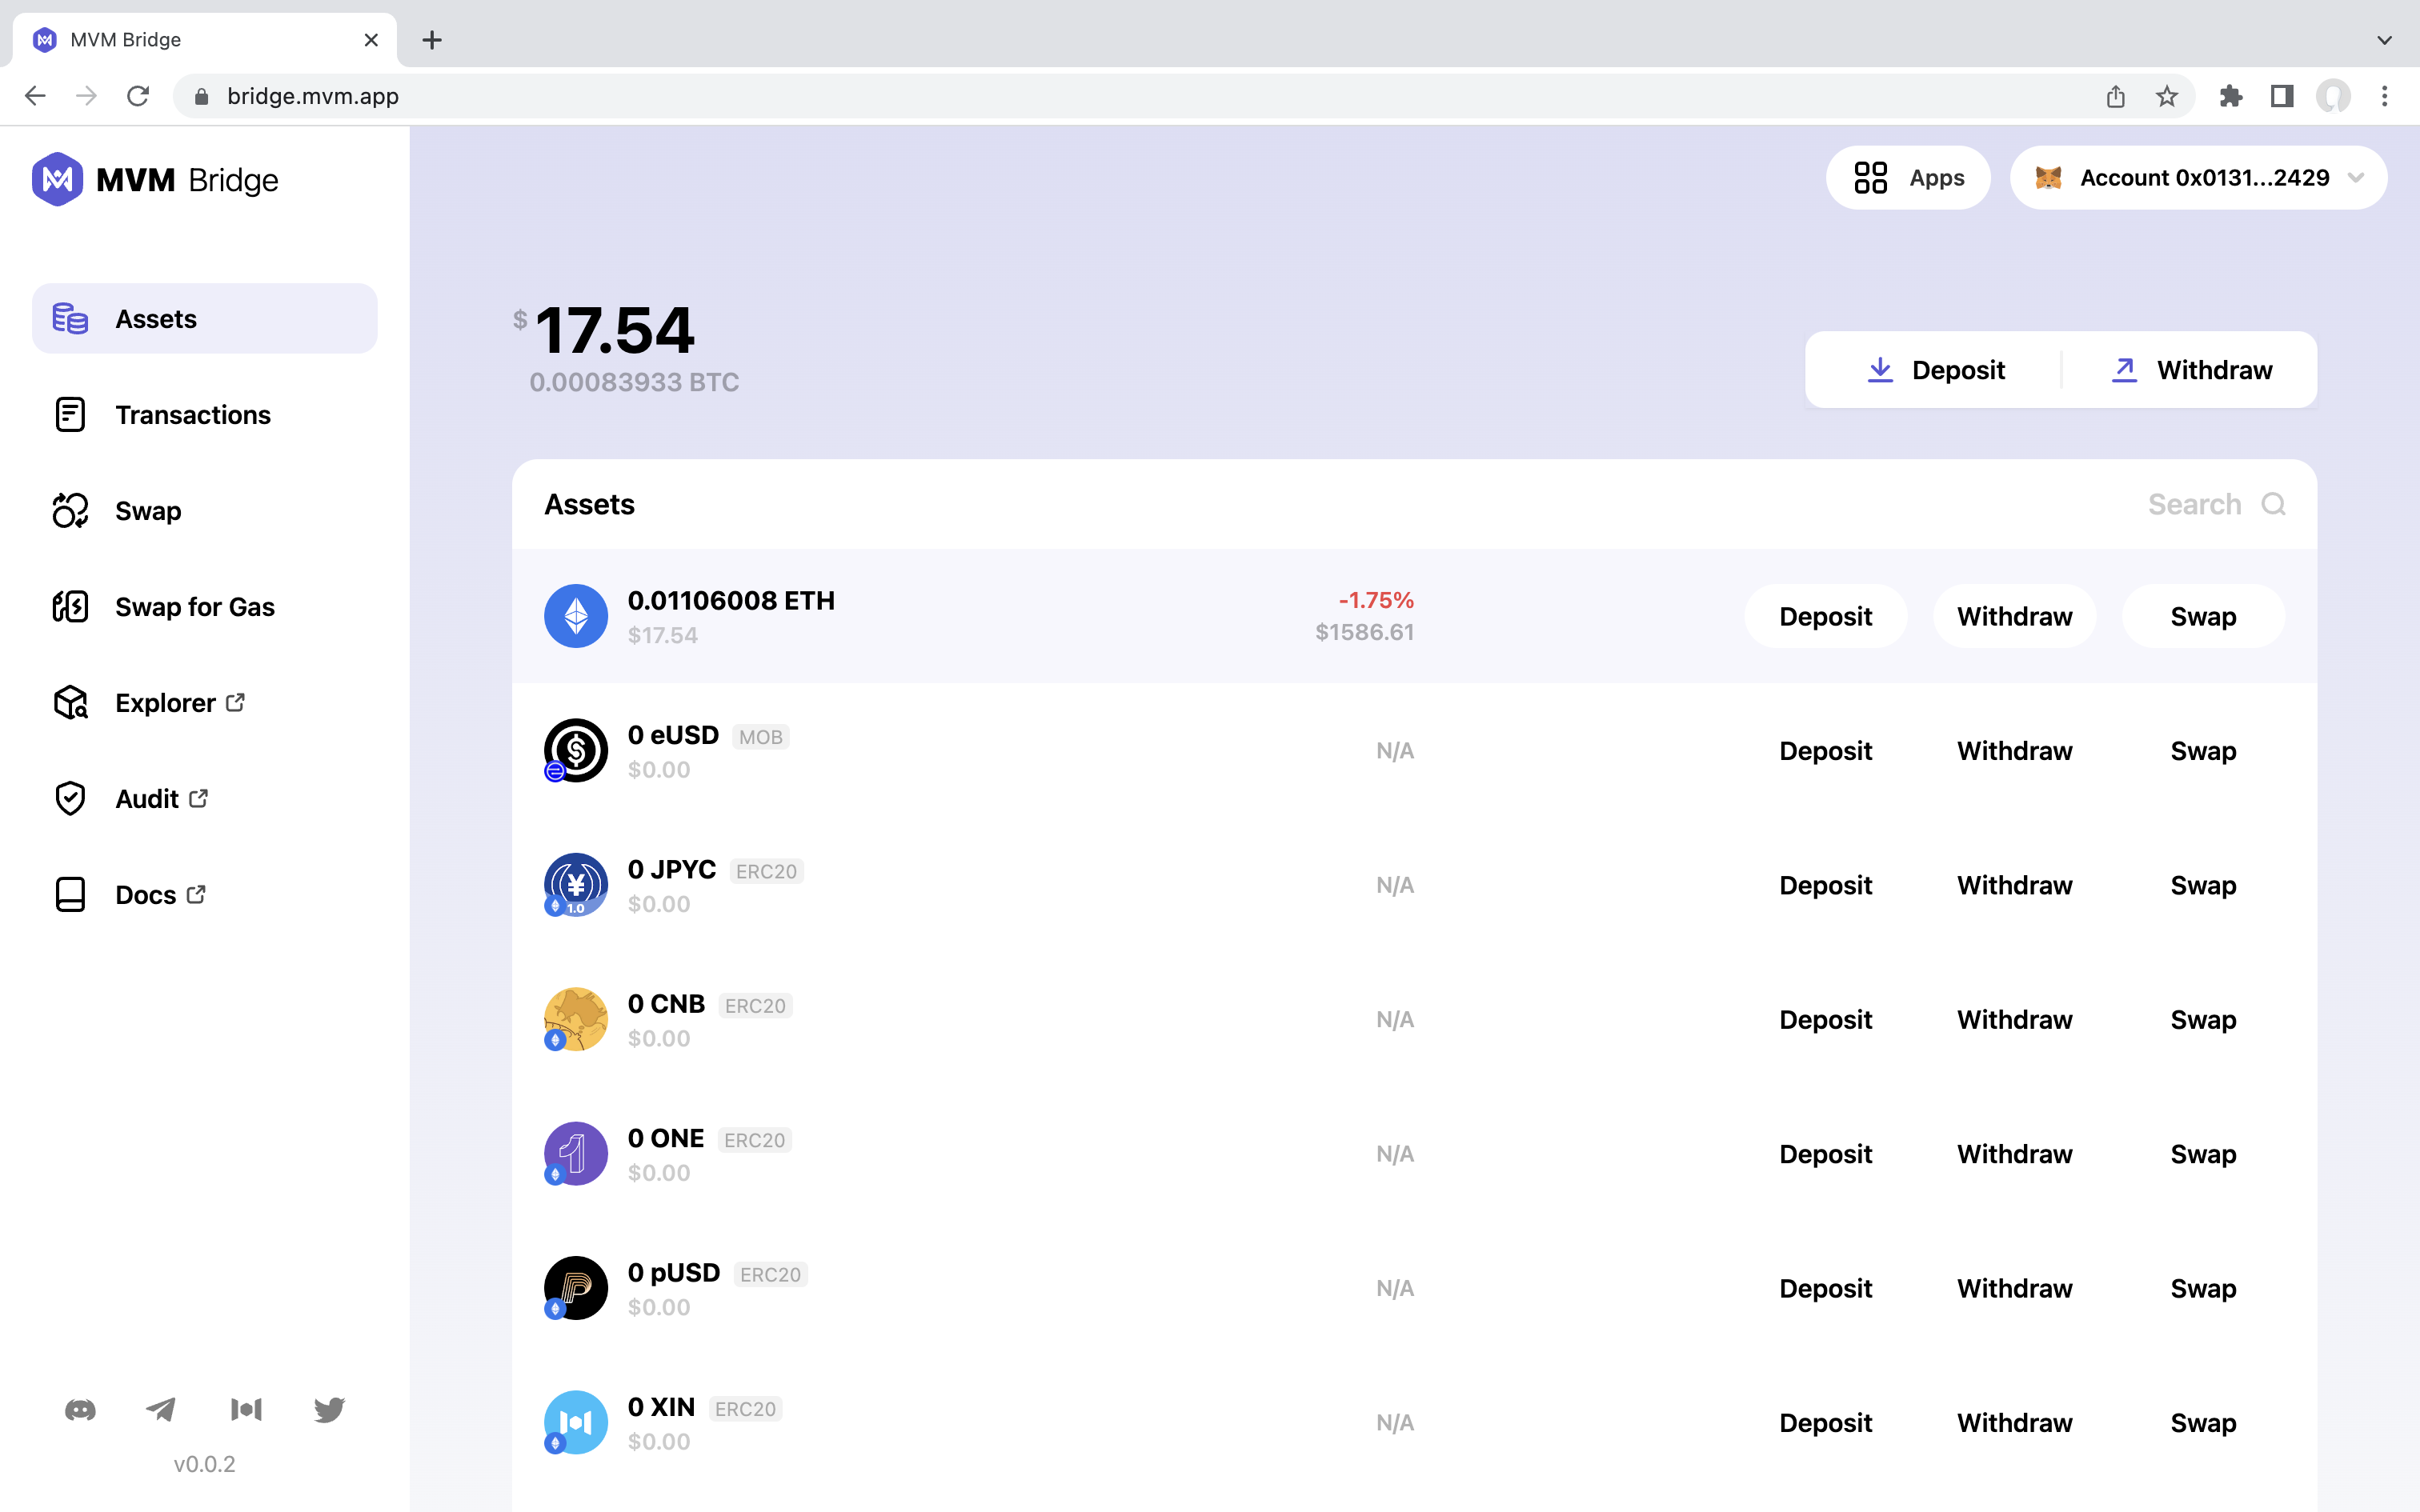 MVM Bridge
bridge.mvm.app
MVM Bridge
Apps
Account 0x0131...2429
Assets
Transactions
Swap
Swap for Gas
Explorer
Audit
Docs
v0.0.2
$ 17.54
0.00083933 BTC
Deposit
Withdraw
Assets
Search
0.01106008 ETH
$17.54
-1.75%
$1586.61
Deposit Withdraw Swap
0 eUSD MOB
$0.00
N/A
Deposit Withdraw Swap
0 JPYC ERC20
$0.00
1.0
N/A
Deposit Withdraw Swap
0 CNB ERC20
$0.00
N/A
Deposit Withdraw Swap
0 ONE ERC20
$0.00
N/A
Deposit Withdraw Swap
0 pUSD ERC20
$0.00
N/A
Deposit Withdraw Swap
0 XIN ERC20
$0.00
N/A
Deposit Withdraw Swap